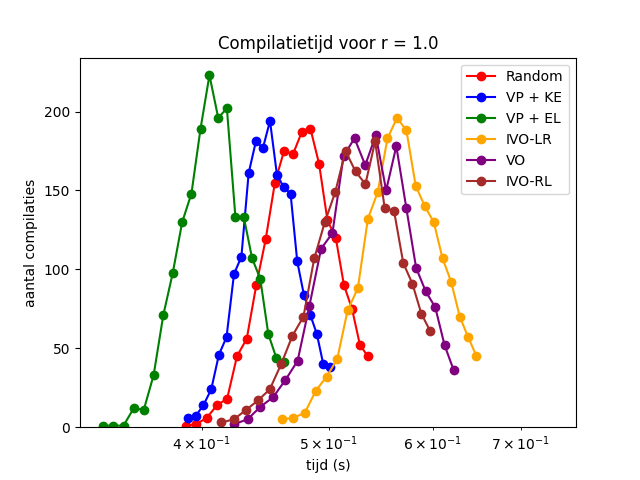 Compilatietijd voor r = 1.0
aantal compilaties
200
150
100
50
0
Random
VP + KE
VP + EL
IVO-LR
VO
IVO-RL
4 × 10⁻¹
5 × 10⁻¹
6 × 10⁻¹
7 × 10⁻¹
tijd (s)